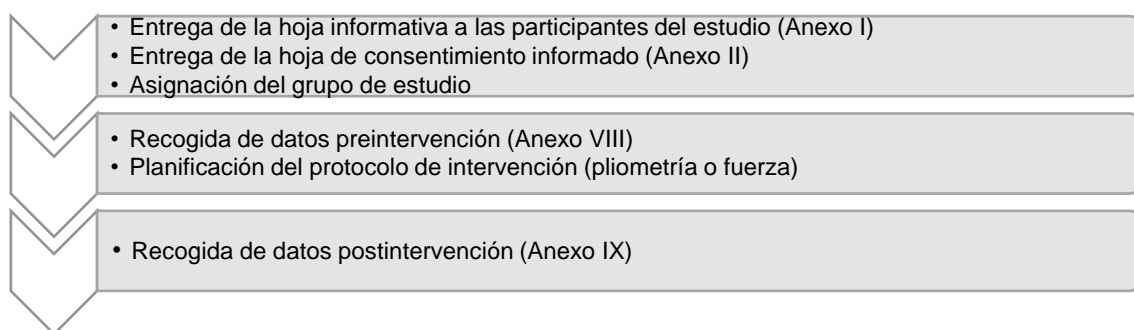 • Entrega de la hoja informativa a las participantes del estudio (Anexo I)
• Entrega de la hoja de consentimiento informado (Anexo II)
• Asignación del grupo de estudio
• Recogida de datos preintervención (Anexo VIII)
• Planificación del protocolo de intervención (pliometría o fuerza)
• Recogida de datos postintervención (Anexo IX)